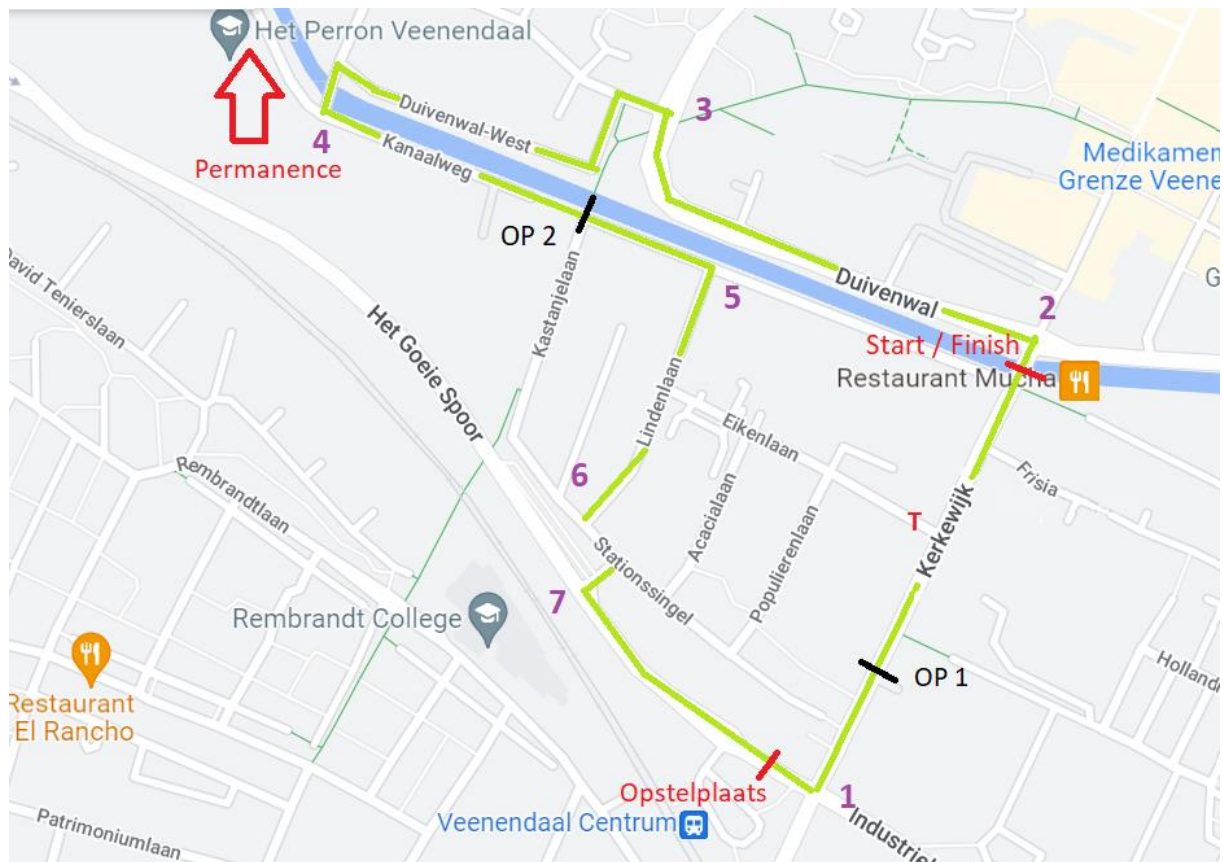 Het Perron Veenendaal
Permanence
4
Duivenwal-West
Kanaalweg
3
Medikamen
Grenze Veene
OP 2
David Tenierslaan
Het Goeie Spoor
Kastanjelaan
5
Duivenwal
2
G
Start / Finish
Restaurant Mucha
Lindenlaan
Eikenlaan
Frisia
6
Rembrandtlaan
Acacialaan
Populierenlaan
T
Kerkewijk
Stationssingel
7
Rembrandt College
OP 1
Hollande
Restaurant
El Rancho
Opstelplaats
1
Veenendaal Centrum
Industriel
Patrimoniumlaan